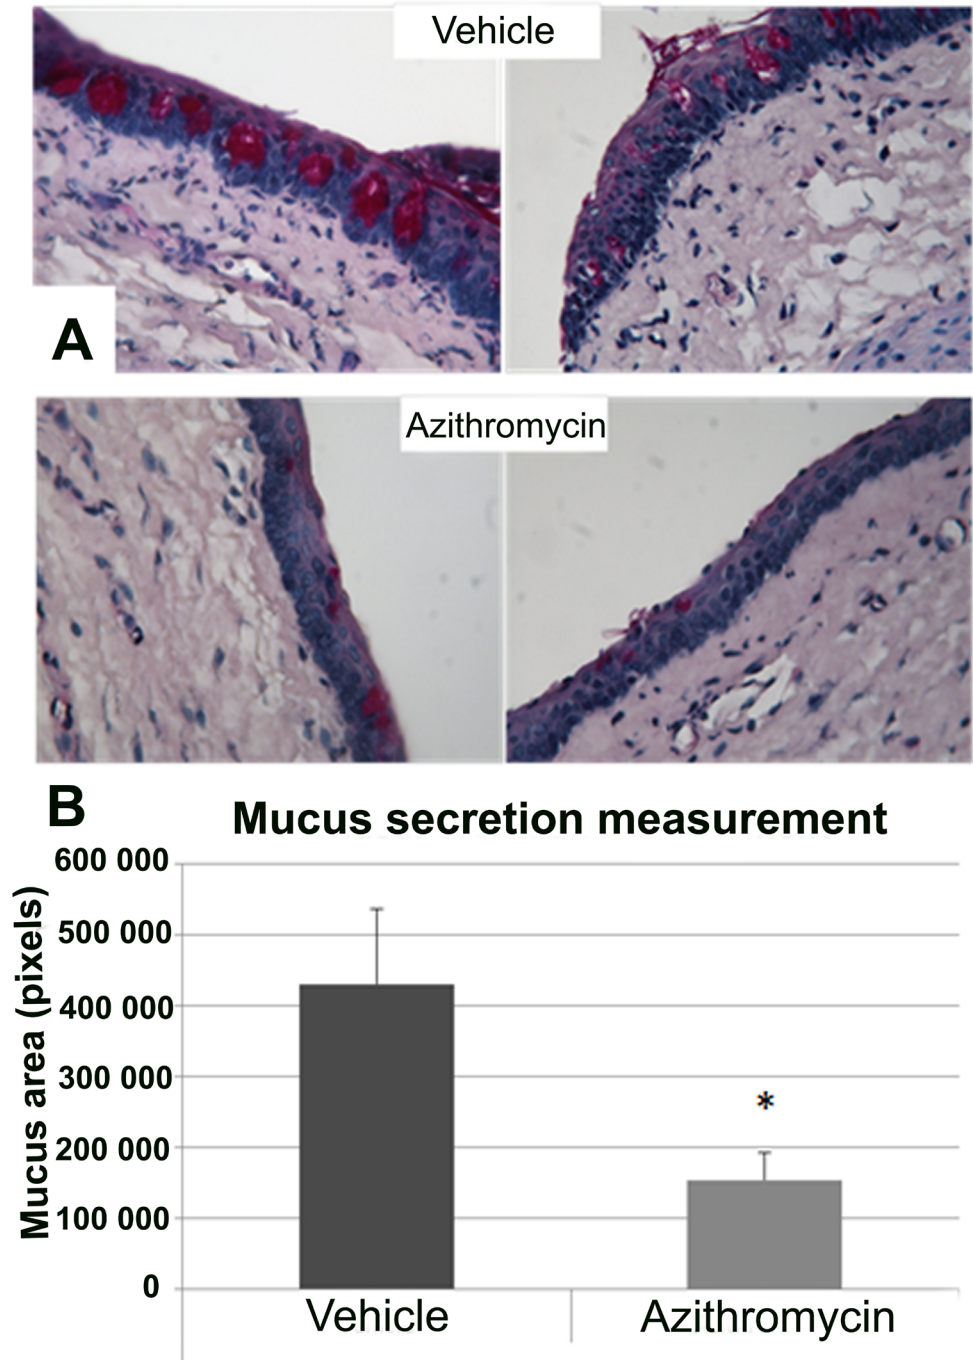 Vehicle
A
Azithromycin
B
Mucus secretion measurement
Mucus area (pixels)
600 000
500 000
400 000
300 000
200 000
100 000
0
*
Vehicle
Azithromycin